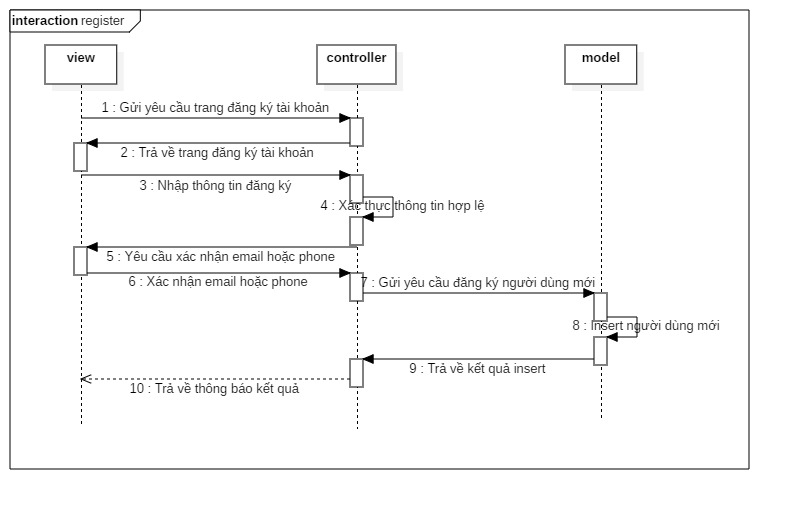 interaction register
view
controller
model
1 : Gửi yêu cầu trang đăng ký tài khoản
2 : Trả về trang đăng ký tài khoản
3 : Nhập thông tin đăng ký
4 : Xác thực thông tin hợp lệ
5 : Yêu cầu xác nhận email hoặc phone
6 : Xác nhận email hoặc phone
7 : Gửi yêu cầu đăng ký người dùng mới
8 : Insert người dùng mới
9 : Trả về kết quả insert
10 : Trả về thông báo kết quả